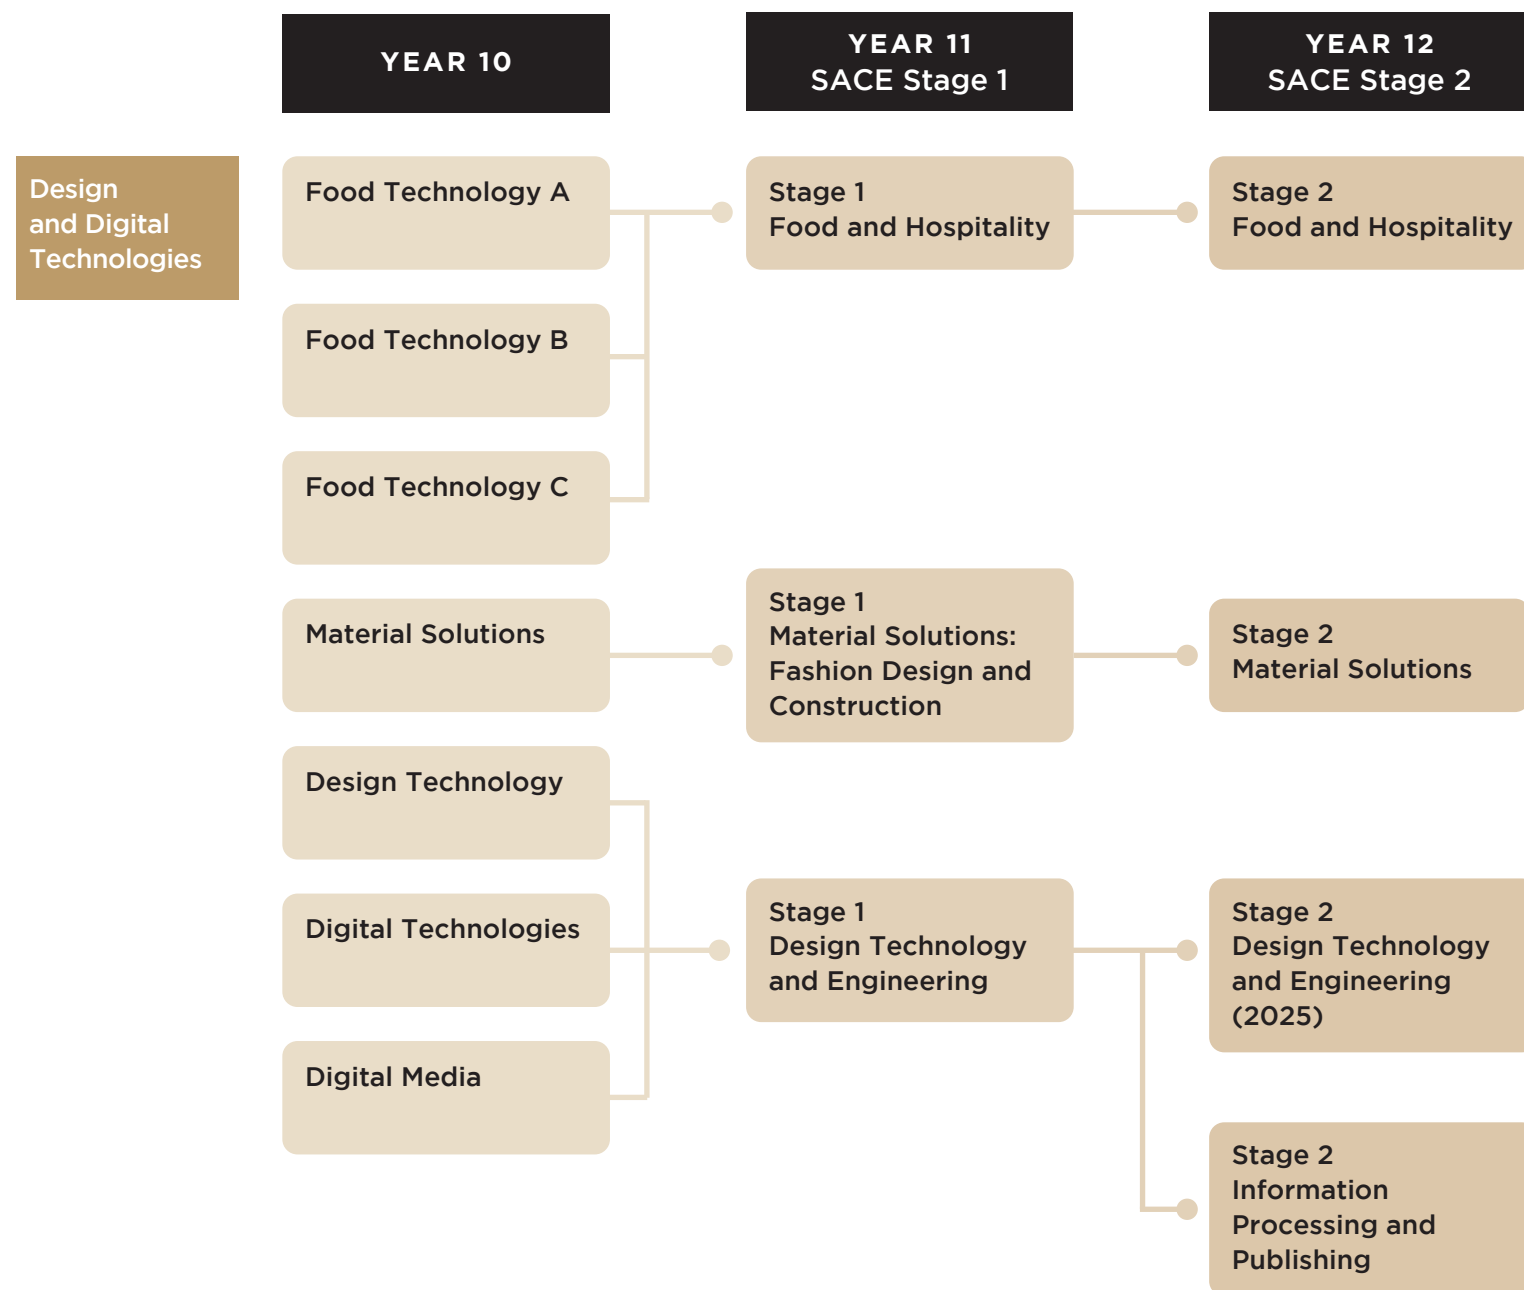 YEAR 10
YEAR 11
SACE Stage 1
YEAR 12
SACE Stage 2
Design
and Digital
Technologies
Food Technology A
Stage 1
Food and Hospitality
Stage 2
Food and Hospitality
Food Technology B
Food Technology C
Material Solutions
Stage 1
Material Solutions:
Fashion Design and
Construction
Stage 2
Material Solutions
Design Technology
Digital Technologies
Stage 1
Design Technology
and Engineering
Stage 2
Design Technology
and Engineering
(2025)
Digital Media
Stage 2
Information
Processing and
Publishing